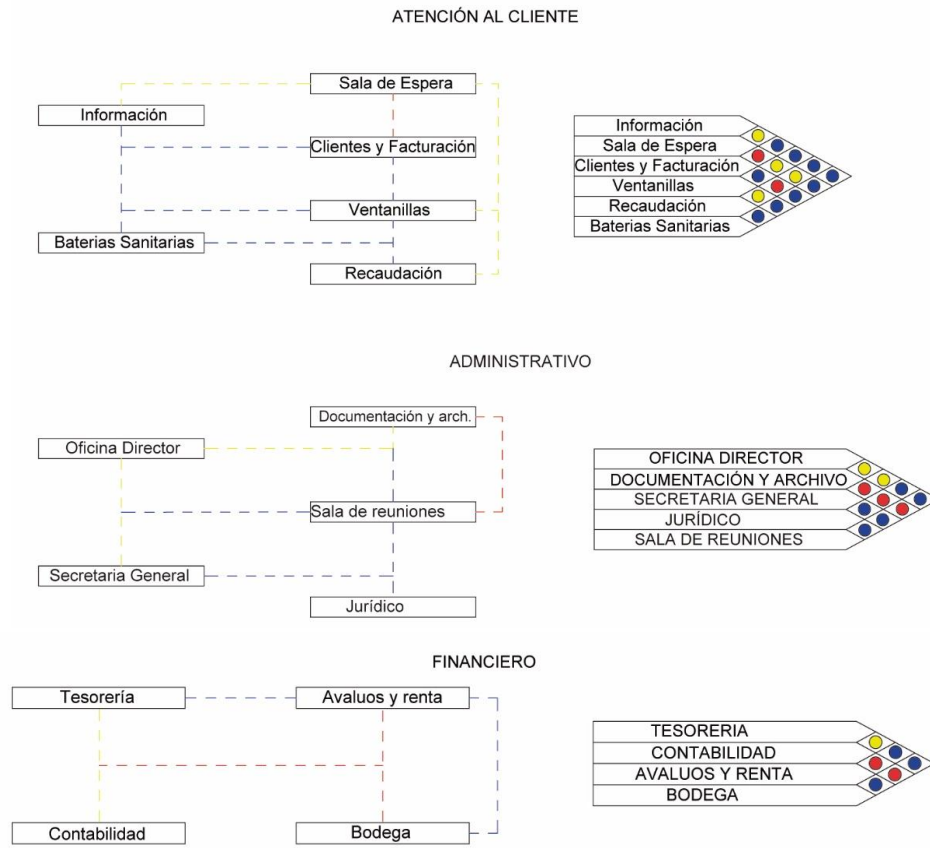 ATENCIÓN AL CLIENTE
Sala de Espera
Información
Clientes y Facturación
Ventanillas
Baterias Sanitarias
Recaudación
Información
Sala de Espera
Clientes y Facturación
Ventanillas
Recaudación
Baterias Sanitarias
ADMINISTRATIVO
Documentación y arch.
Oficina Director
Sala de reuniones
Secretaria General
Jurídico
OFICINA DIRECTOR
DOCUMENTACIÓN Y ARCHIVO
SECRETARIA GENERAL
JURÍDICO
SALA DE REUNIONES
FINANCIERO
Tesorería
Avaluos y renta
Contabilidad
Bodega
TESORERIA
CONTABILIDAD
AVALUOS Y RENTA
BODEGA